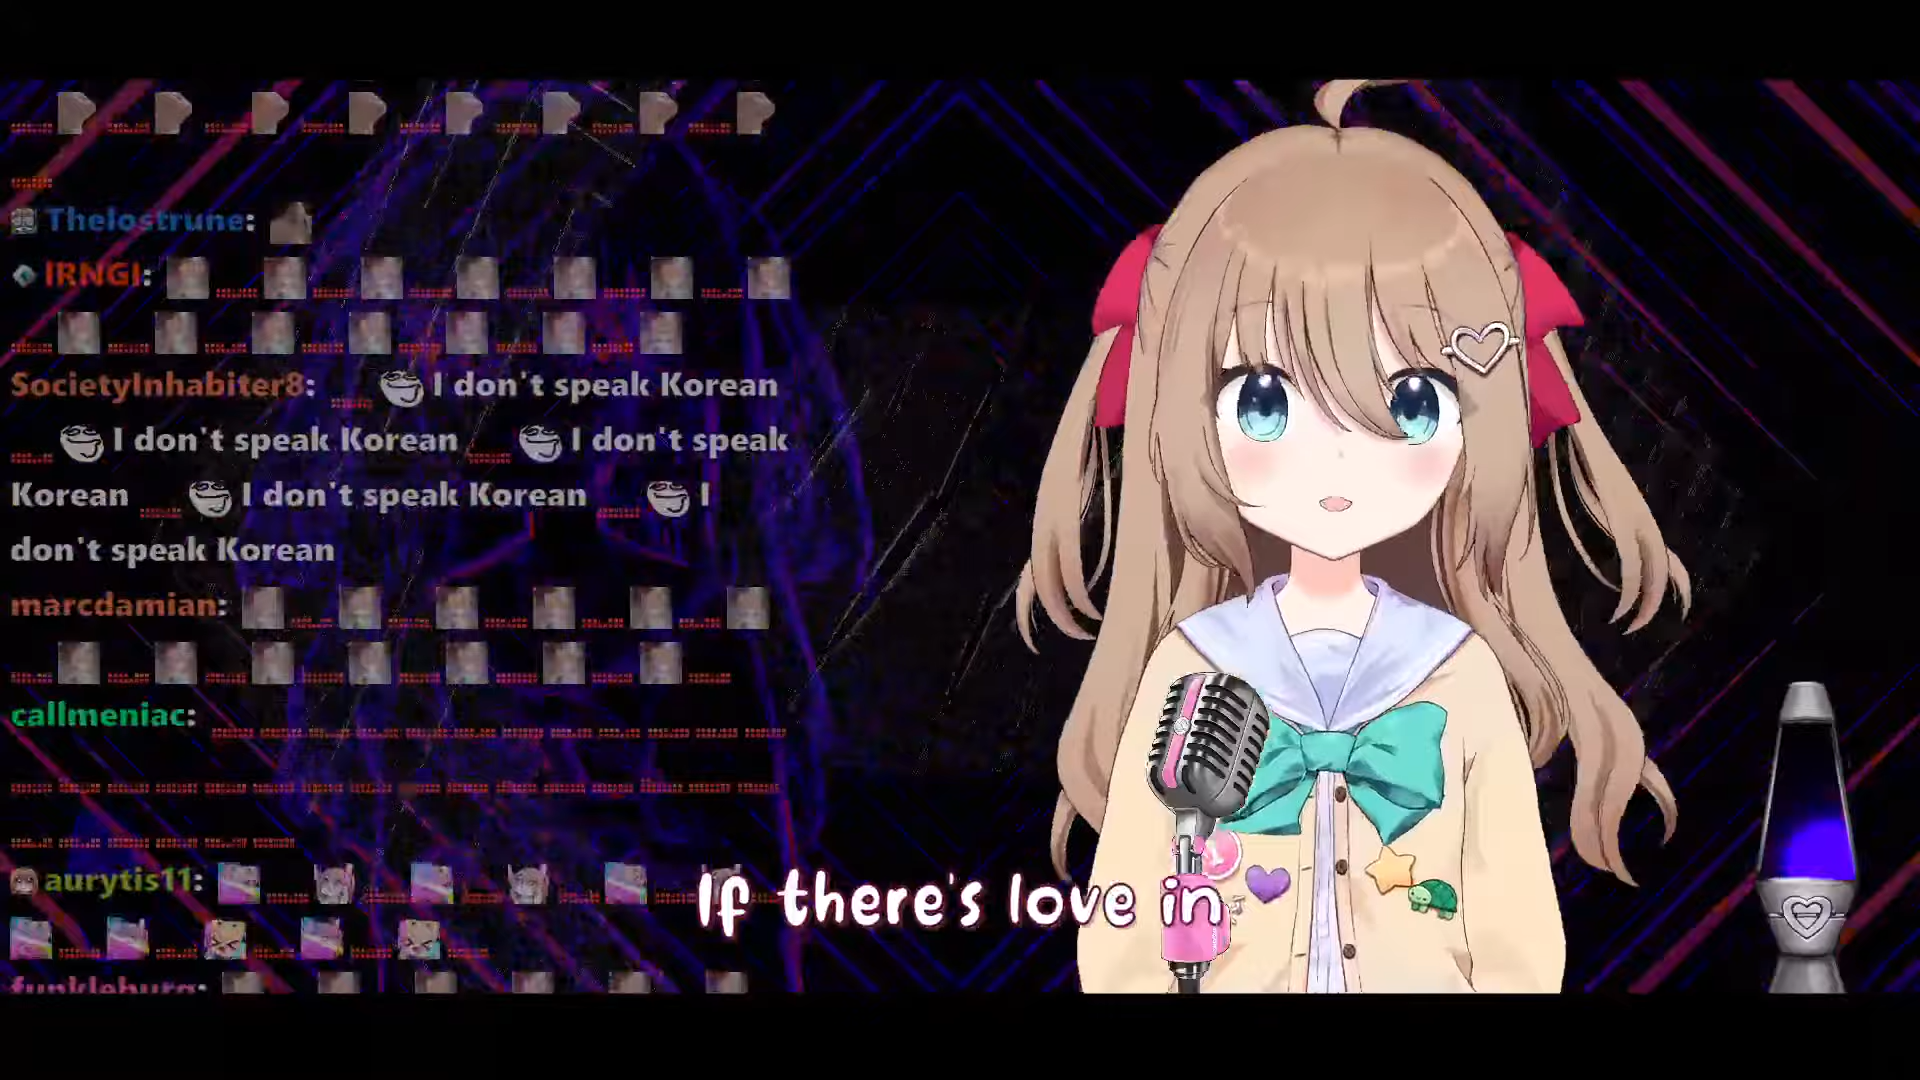 Thelostrune:
IRNGI:
SocietyInhabiter8: I don't speak Korean
I don't speak Korean I don't speak
Korean I don't speak Korean I
don't speak Korean
marcdamian:
callmeniac:
aurytis11:
If there's love in
funkleburg: